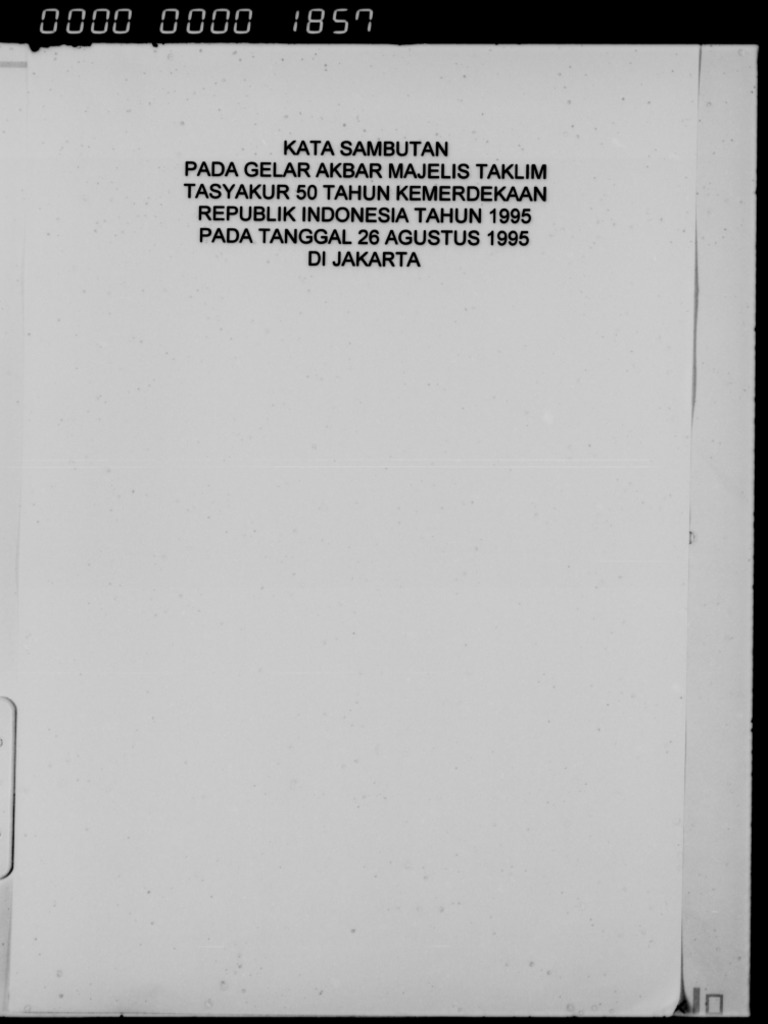 0000 0000 1857
KATA SAMBUTAN
PADA GELAR AKBAR MAJELIS TAKLIM
TASYAKUR 50 TAHUN KEMERDEKAAN
REPUBLIK INDONESIA TAHUN 1995
PADA TANGGAL 26 AGUSTUS 1995
DI JAKARTA